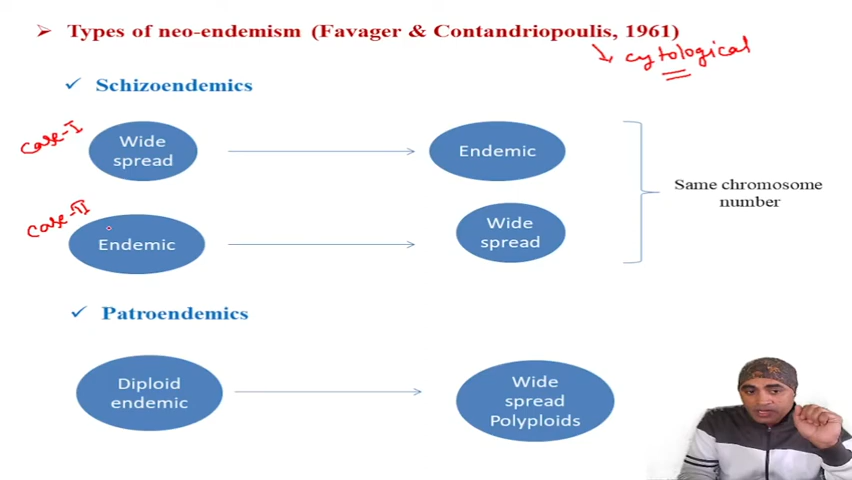 ➢ Types of neo-endemism (Favager & Contandriopoulis, 1961)
cytological
✓ Schizoendemics
Case-I
Wide
spread
Endemic
Same chromosome
number
Case-II
Endemic
Wide
spread
✓ Patroendemics
Diploid
endemic
Wide
spread
Polyploids